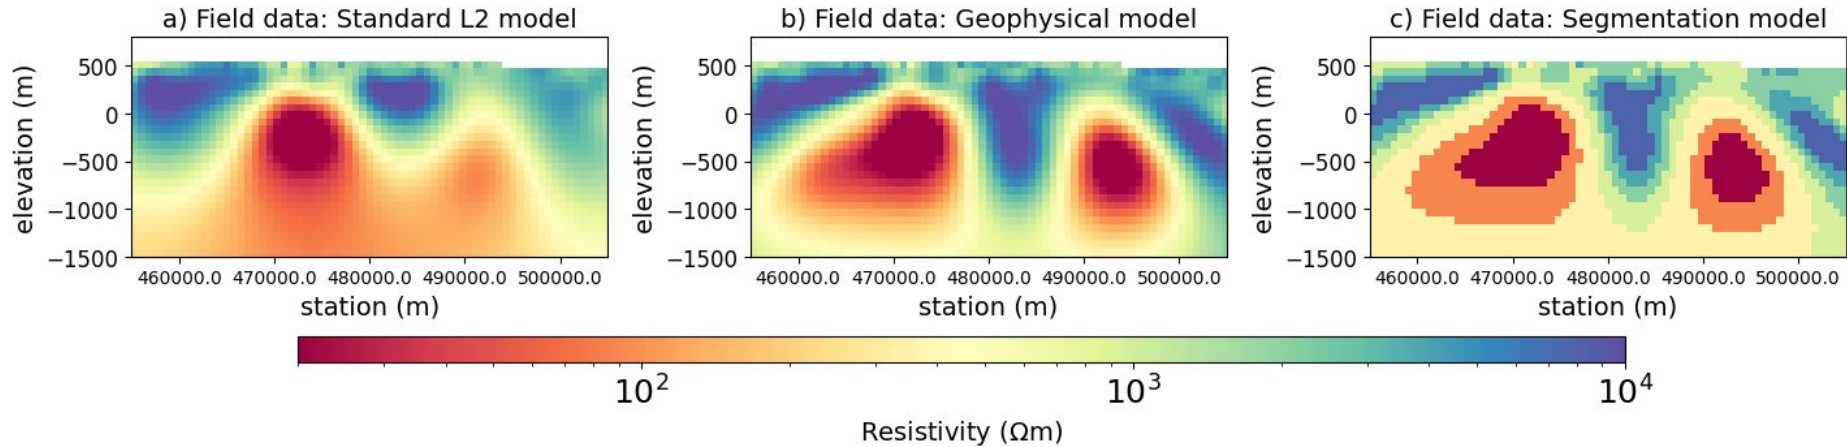 a) Field data: Standard L2 model
b) Field data: Geophysical model
c) Field data: Segmentation model
elevation (m)
500
0
−500
−1000
−1500
460000.0 470000.0 480000.0 490000.0 500000.0
station (m)
elevation (m)
500
0
−500
−1000
−1500
460000.0 470000.0 480000.0 490000.0 500000.0
station (m)
elevation (m)
500
0
−500
−1000
−1500
460000.0 470000.0 480000.0 490000.0 500000.0
station (m)
10² 10³ 10⁴
Resistivity (Ωm)